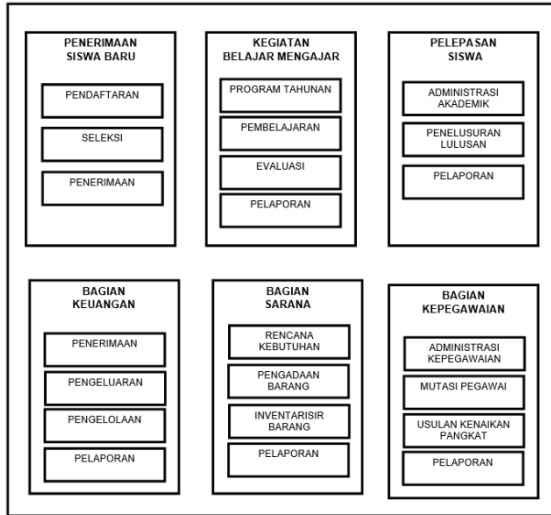 PENERIMAAN
SISWA BARU
PENDAFTARAN
SELEKSI
PENERIMAAN
KEGIATAN
BELAJAR MENGAJAR
PROGRAM TAHUNAN
PEMBELAJARAN
EVALUASI
PELAPORAN
PELEPASAN
SISWA
ADMINISTRASI
AKADEMIK
PENELUSURAN
LULUSAN
PELAPORAN
BAGIAN
KEUANGAN
PENERIMAAN
PENGELUARAN
PENGELOLAAN
PELAPORAN
BAGIAN
SARANA
RENCANA
KEBUTUHAN
PENGADAAN
BARANG
INVENTARISIR
BARANG
PELAPORAN
BAGIAN
KEPEGAWAIAN
ADMINISTRASI
KEPEGAWAIAN
MUTASI PEGAWAI
USULAN KENAIKAN
PANGKAT
PELAPORAN